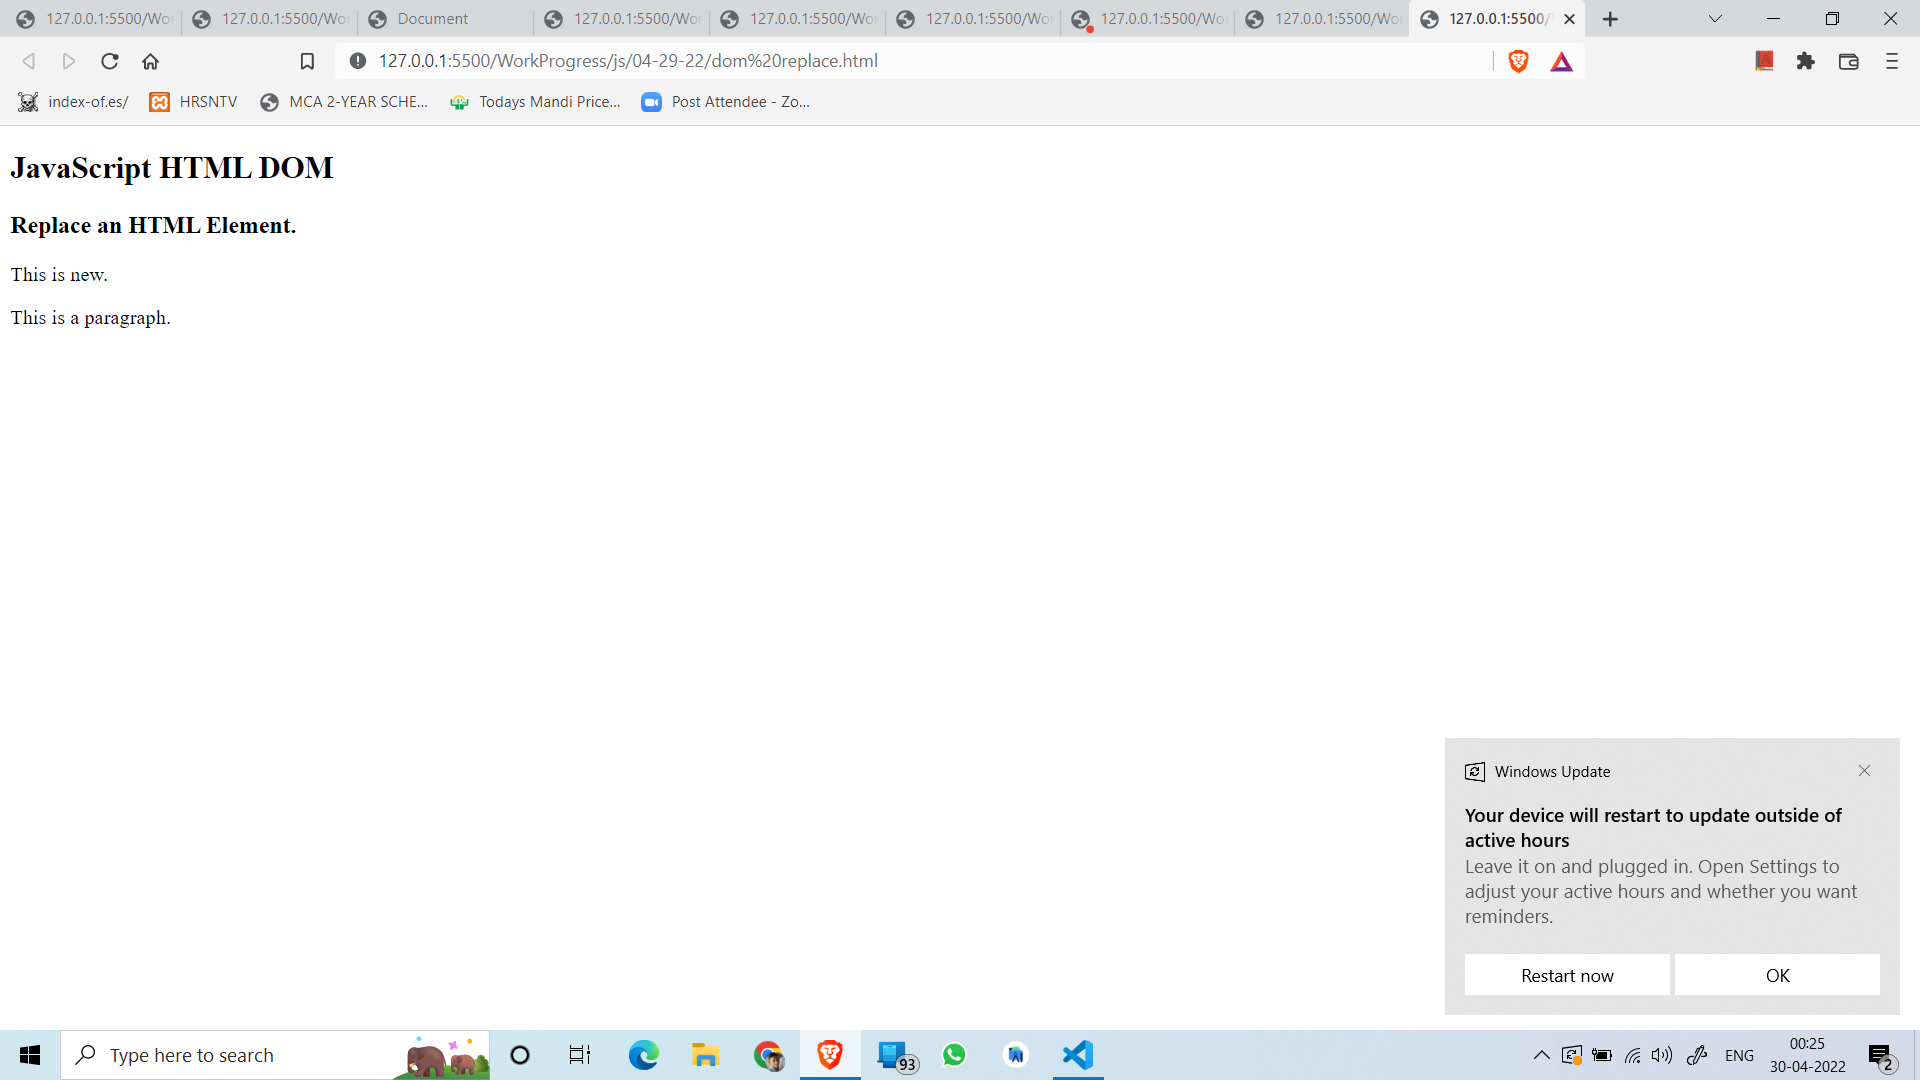 127.0.0.1:5500/Wor
127.0.0.1:5500/Wor
Document
127.0.0.1:5500/Wor
127.0.0.1:5500/Wor
127.0.0.1:5500/Wor
127.0.0.1:5500/Wor
127.0.0.1:5500/Wor
127.0.0.1:5500/
127.0.0.1:5500/WorkProgress/js/04-29-22/dom%20replace.html
index-of.es/
HRSNTV
MCA 2-YEAR SCHE...
Todays Mandi Price...
Post Attendee - Zo...
JavaScript HTML DOM
Replace an HTML Element.
This is new.
This is a paragraph.
Windows Update
Your device will restart to update outside of
active hours
Leave it on and plugged in. Open Settings to
adjust your active hours and whether you want
reminders.
Restart now
OK
Type here to search
93
ENG
00:25
30-04-2022
2